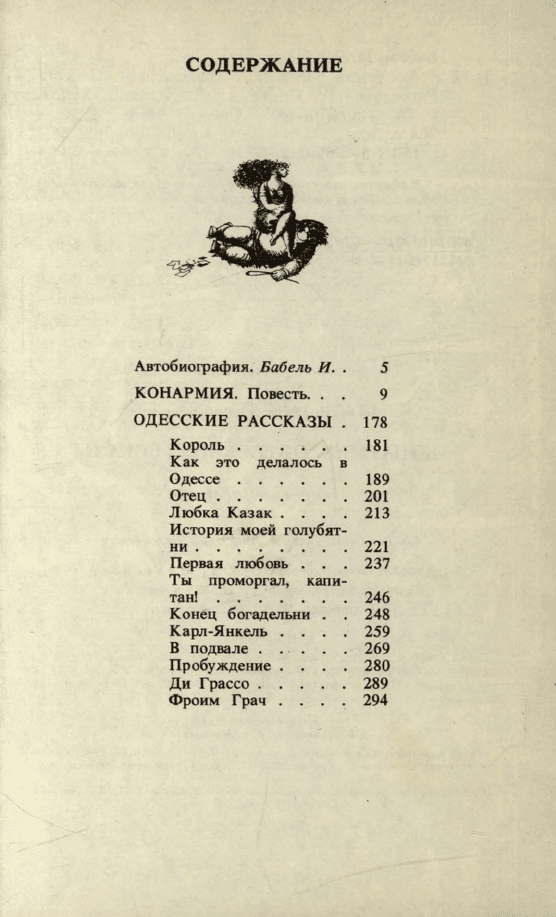 СОДЕРЖАНИЕ
Автобиография. Бабель И. . 5
КОНАРМИЯ. Повесть. . . 9
ОДЕССКИЕ РАССКАЗЫ . 178
Король . . . . . . 181
Как это делалось в
Одессе . . . . . . 189
Отец . . . . . . . 201
Любка Казак . . . . 213
История моей голубят-
ни . . . . . . . . 221
Первая любовь . . . 237
Ты проморгал, капи-
тан! . . . . . . . 246
Конец богадельни . . 248
Карл-Янкель . . . . 259
В подвале . . . . . 269
Пробуждение . . . . 280
Ди Грассо . . . . . 289
Фроим Грач . . . . 294